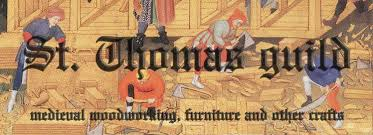 St. Thomas guild
medieval woodworking, furniture and other crafts